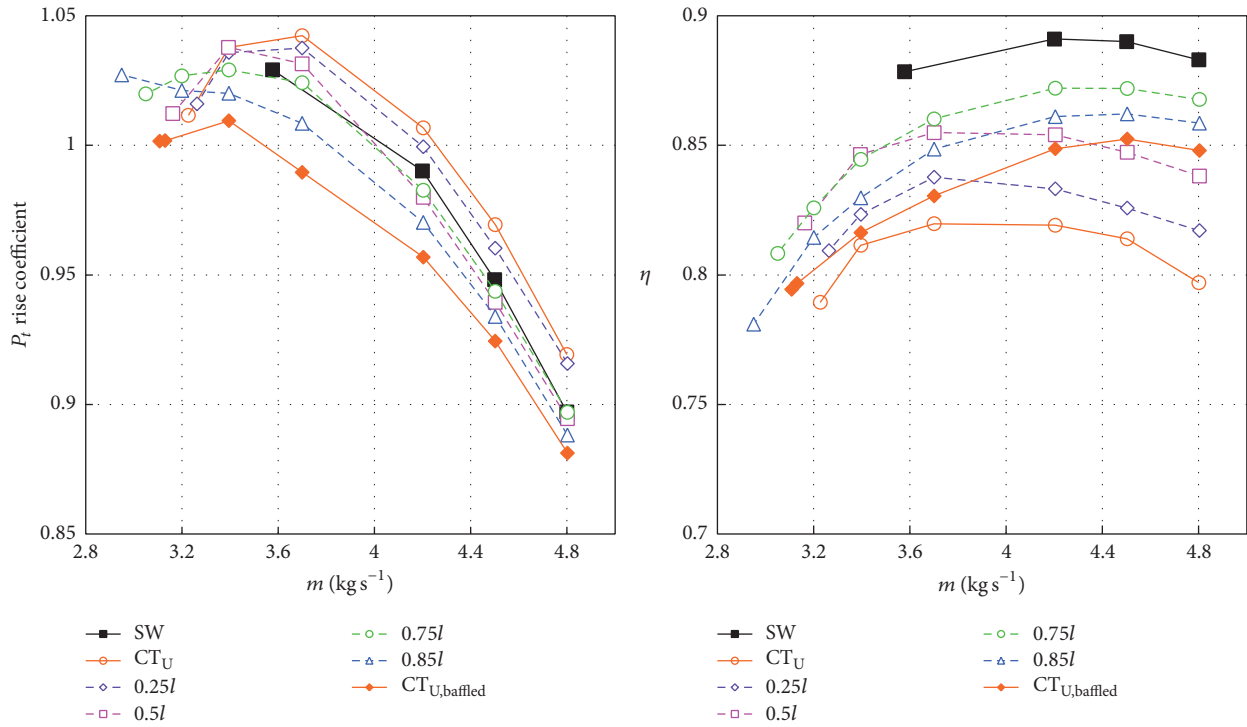 1.05
1
0.95
0.9
0.85
P_t rise coefficient
2.8 3.2 3.6 4 4.4 4.8
m (kg s⁻¹)
SW
CT_U
0.25l
0.5l
0.75l
0.85l
CT_U,baffled
0.9
0.85
0.8
0.75
0.7
η
2.8 3.2 3.6 4 4.4 4.8
m (kg s⁻¹)
SW
CT_U
0.25l
0.5l
0.75l
0.85l
CT_U,baffled